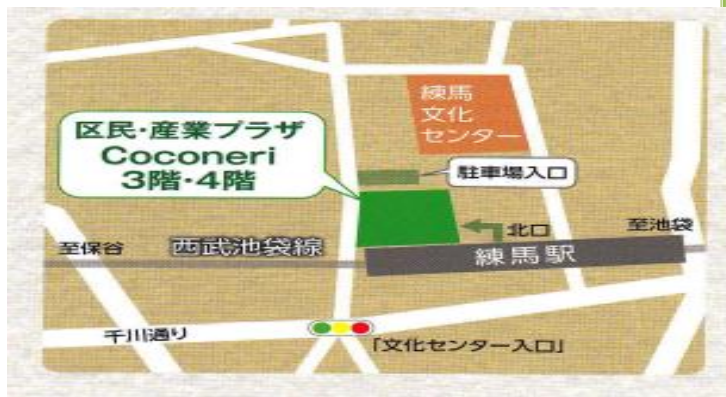 練馬
文化
センター
区民・産業プラザ
Coconeri
3階・4階
駐車場入口
北口
至池袋
至保谷
西武池袋線
練馬駅
千川通り
「文化センター入口」